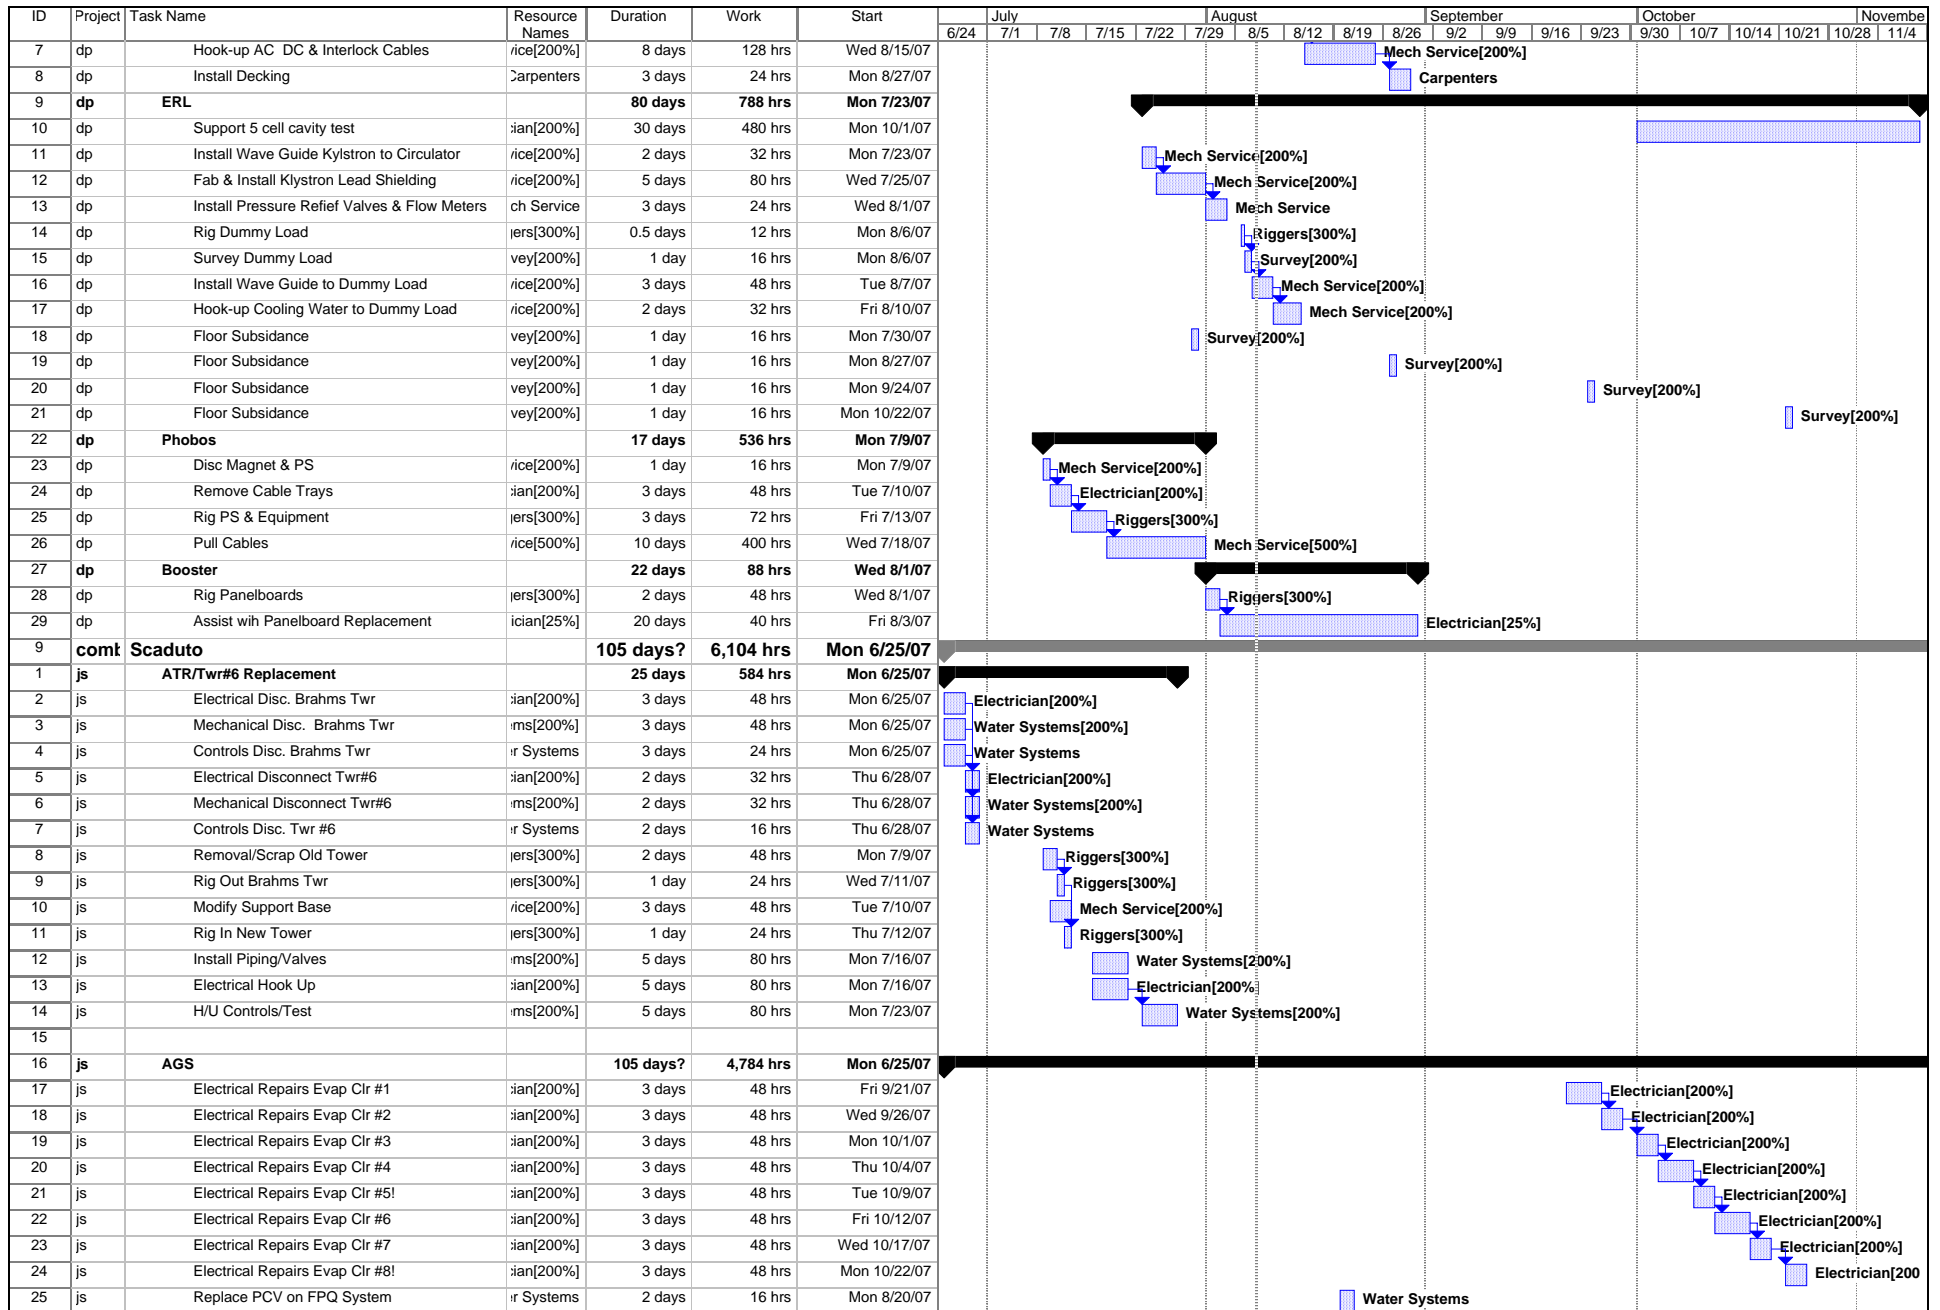 ID Project Task Name Resource Names Duration Work Start July August September October Novembe
6/24 7/1 7/8 7/15 7/22 7/29 8/5 8/12 8/19 8/26 9/2 9/9 9/16 9/23 9/30 10/7 10/14 10/21 10/28 11/4
7 dp Hook-up AC DC & Interlock Cables vice[200%] 8 days 128 hrs Wed 8/15/07 Mech Service[200%]
8 dp Install Decking Carpenters 3 days 24 hrs Mon 8/27/07 Carpenters
9 dp ERL 80 days 788 hrs Mon 7/23/07
10 dp Support 5 cell cavity test cian[200%] 30 days 480 hrs Mon 10/1/07
11 dp Install Wave Guide Kylstron to Circulator vice[200%] 2 days 32 hrs Mon 7/23/07 Mech Service[200%]
12 dp Fab & Install Klystron Lead Shielding vice[200%] 5 days 80 hrs Wed 7/25/07 Mech Service[200%]
13 dp Install Pressure Refief Valves & Flow Meters ch Service 3 days 24 hrs Wed 8/1/07 Mech Service
14 dp Rig Dummy Load gers[300%] 0.5 days 12 hrs Mon 8/6/07 Riggers[300%]
15 dp Survey Dummy Load vey[200%] 1 day 16 hrs Mon 8/6/07 Survey[200%]
16 dp Install Wave Guide to Dummy Load vice[200%] 3 days 48 hrs Tue 8/7/07 Mech Service[200%]
17 dp Hook-up Cooling Water to Dummy Load vice[200%] 2 days 32 hrs Fri 8/10/07 Mech Service[200%]
18 dp Floor Subsidance vey[200%] 1 day 16 hrs Mon 7/30/07 Survey[200%]
19 dp Floor Subsidance vey[200%] 1 day 16 hrs Mon 8/27/07 Survey[200%]
20 dp Floor Subsidance vey[200%] 1 day 16 hrs Mon 9/24/07 Survey[200%]
21 dp Floor Subsidance vey[200%] 1 day 16 hrs Mon 10/22/07 Survey[200%]
22 dp Phobos 17 days 536 hrs Mon 7/9/07
23 dp Disc Magnet & PS vice[200%] 1 day 16 hrs Mon 7/9/07 Mech Service[200%]
24 dp Remove Cable Trays cian[200%] 3 days 48 hrs Tue 7/10/07 Electrician[200%]
25 dp Rig PS & Equipment gers[300%] 3 days 72 hrs Fri 7/13/07 Riggers[300%]
26 dp Pull Cables vice[500%] 10 days 400 hrs Wed 7/18/07 Mech Service[500%]
27 dp Booster 22 days 88 hrs Wed 8/1/07
28 dp Rig Panelboards gers[300%] 2 days 48 hrs Wed 8/1/07 Riggers[300%]
29 dp Assist wih Panelboard Replacement ician[25%] 20 days 40 hrs Fri 8/3/07 Electrician[25%]
9 comb Scaduto 105 days? 6,104 hrs Mon 6/25/07
1 js ATR/Twr#6 Replacement 25 days 584 hrs Mon 6/25/07
2 js Electrical Disc. Brahms Twr cian[200%] 3 days 48 hrs Mon 6/25/07 Electrician[200%]
3 js Mechanical Disc. Brahms Twr ms[200%] 3 days 48 hrs Mon 6/25/07 Water Systems[200%]
4 js Controls Disc. Brahms Twr r Systems 3 days 24 hrs Mon 6/25/07 Water Systems
5 js Electrical Disconnect Twr#6 cian[200%] 2 days 32 hrs Thu 6/28/07 Electrician[200%]
6 js Mechanical Disconnect Twr#6 ms[200%] 2 days 32 hrs Thu 6/28/07 Water Systems[200%]
7 js Controls Disc. Twr #6 r Systems 2 days 16 hrs Thu 6/28/07 Water Systems
8 js Removal/Scrap Old Tower gers[300%] 2 days 48 hrs Mon 7/9/07 Riggers[300%]
9 js Rig Out Brahms Twr gers[300%] 1 day 24 hrs Wed 7/11/07 Riggers[300%]
10 js Modify Support Base vice[200%] 3 days 48 hrs Tue 7/10/07 Mech Service[200%]
11 js Rig In New Tower gers[300%] 1 day 24 hrs Thu 7/12/07 Riggers[300%]
12 js Install Piping/Valves ms[200%] 5 days 80 hrs Mon 7/16/07 Water Systems[200%]
13 js Electrical Hook Up cian[200%] 5 days 80 hrs Mon 7/16/07 Electrician[200%
14 js H/U Controls/Test ms[200%] 5 days 80 hrs Mon 7/23/07 Water Systems[200%]
15
16 js AGS 105 days? 4,784 hrs Mon 6/25/07
17 js Electrical Repairs Evap Clr #1 cian[200%] 3 days 48 hrs Fri 9/21/07 Electrician[200%]
18 js Electrical Repairs Evap Clr #2 cian[200%] 3 days 48 hrs Wed 9/26/07 Electrician[200%]
19 js Electrical Repairs Evap Clr #3 cian[200%] 3 days 48 hrs Mon 10/1/07 Electrician[200%]
20 js Electrical Repairs Evap Clr #4 cian[200%] 3 days 48 hrs Thu 10/4/07 Electrician[200%]
21 js Electrical Repairs Evap Clr #5! cian[200%] 3 days 48 hrs Tue 10/9/07 Electrician[200%]
22 js Electrical Repairs Evap Clr #6 cian[200%] 3 days 48 hrs Fri 10/12/07 Electrician[200%]
23 js Electrical Repairs Evap Clr #7 cian[200%] 3 days 48 hrs Wed 10/17/07 Electrician[200%]
24 js Electrical Repairs Evap Clr #8! cian[200%] 3 days 48 hrs Mon 10/22/07 Electrician[200
25 js Replace PCV on FPQ System r Systems 2 days 16 hrs Mon 8/20/07 Water Systems